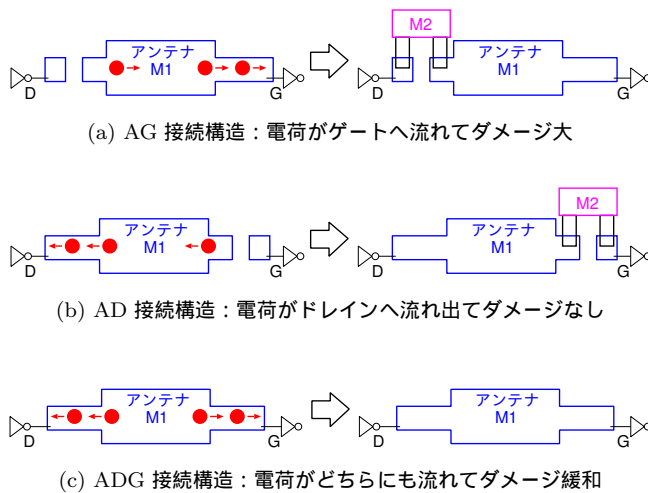 アンテナ
M1
D
G
M2
アンテナ
M1
D
G
(a) AG 接続構造：電荷がゲートへ流れてダメージ大
アンテナ
M1
D
G
M2
アンテナ
M1
D
G
(b) AD 接続構造：電荷がドレインへ流れ出てダメージなし
アンテナ
M1
D
G
アンテナ
M1
D
G
(c) ADG 接続構造：電荷がどちらにも流れてダメージ緩和